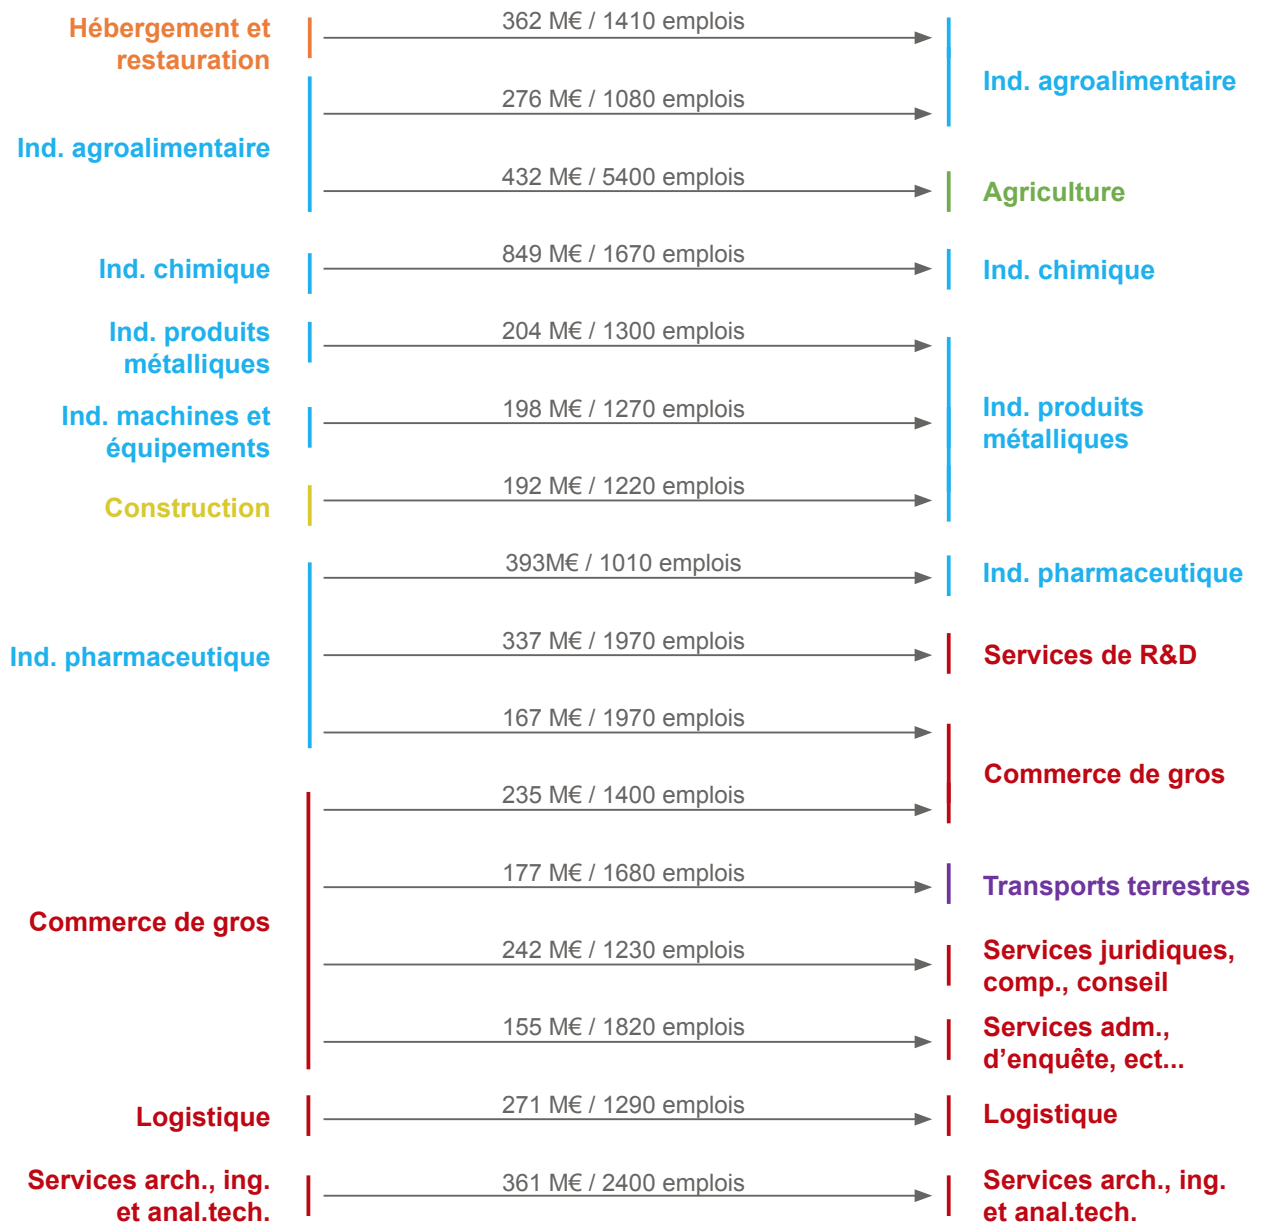 Hébergement et
restauration
362 M€ / 1410 emplois
Ind. agroalimentaire
276 M€ / 1080 emplois
Ind. agroalimentaire
432 M€ / 5400 emplois
Agriculture
Ind. chimique
849 M€ / 1670 emplois
Ind. chimique
Ind. produits
métalliques
204 M€ / 1300 emplois
Ind. machines et
équipements
198 M€ / 1270 emplois
Ind. produits
métalliques
Construction
192 M€ / 1220 emplois
393M€ / 1010 emplois
Ind. pharmaceutique
Ind. pharmaceutique
337 M€ / 1970 emplois
Services de R&D
167 M€ / 1970 emplois
Commerce de gros
235 M€ / 1400 emplois
Commerce de gros
177 M€ / 1680 emplois
Transports terrestres
242 M€ / 1230 emplois
Services juridiques,
comp., conseil
155 M€ / 1820 emplois
Services adm.,
d’enquête, ect...
Logistique
271 M€ / 1290 emplois
Logistique
Services arch., ing.
et anal.tech.
361 M€ / 2400 emplois
Services arch., ing.
et anal.tech.